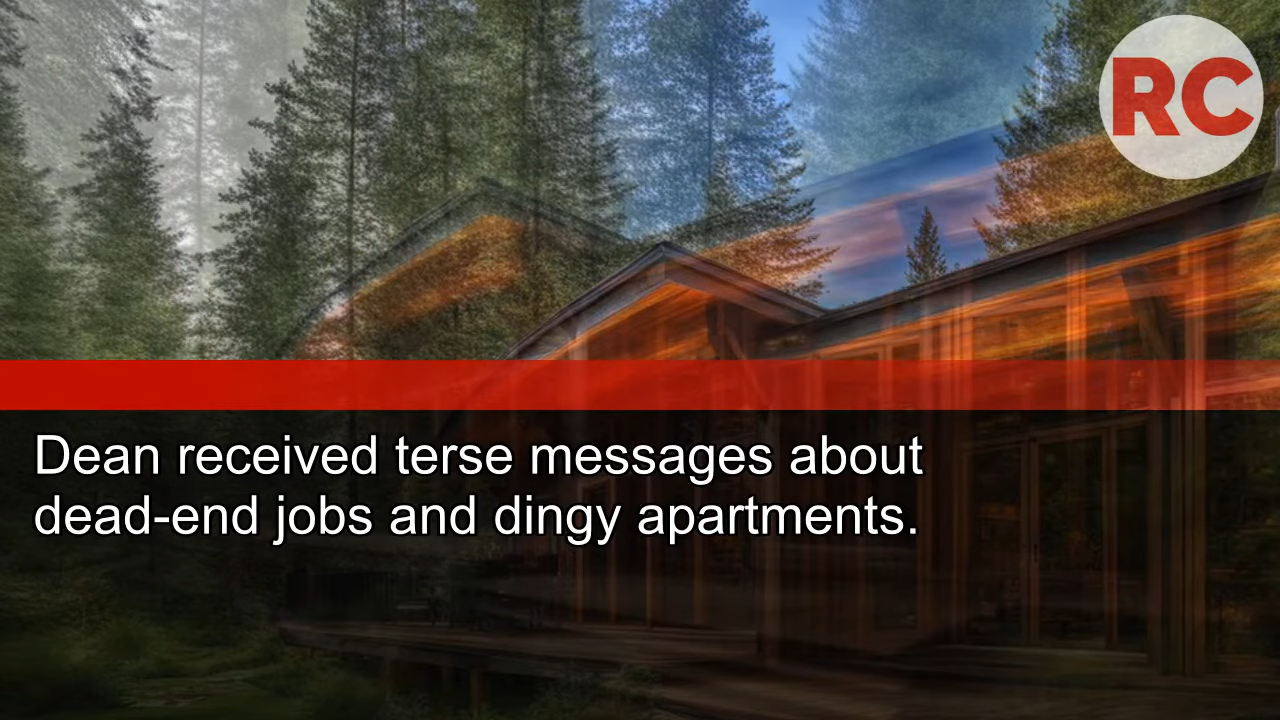 RC
Dean received terse messages about
dead-end jobs and dingy apartments.